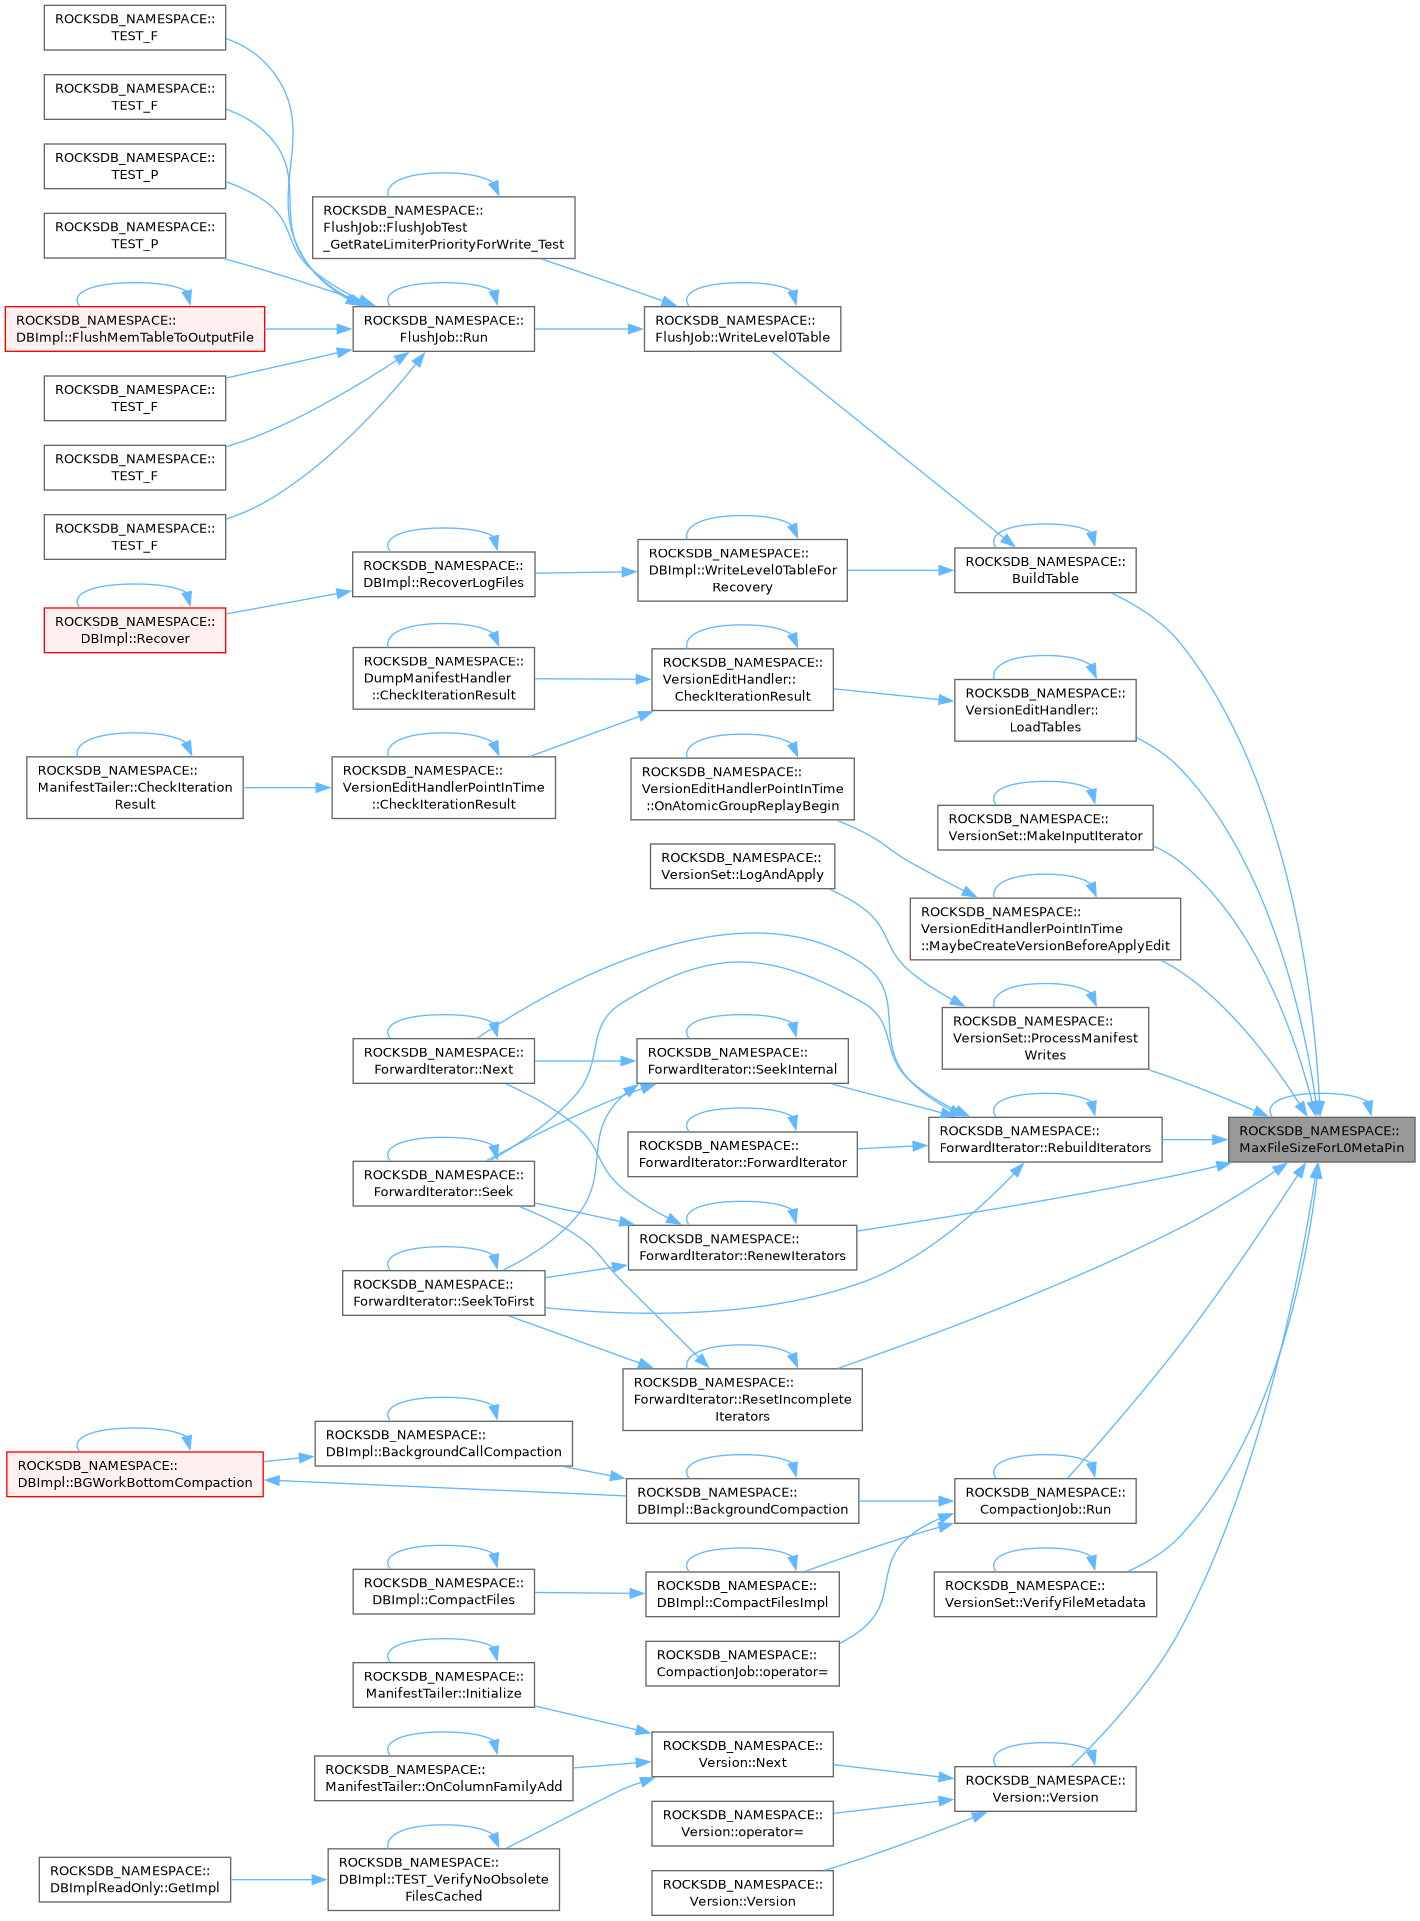 ROCKSDB_NAMESPACE::
TEST_F
ROCKSDB_NAMESPACE::
TEST_F
ROCKSDB_NAMESPACE::
TEST_P
ROCKSDB_NAMESPACE::
TEST_P
ROCKSDB_NAMESPACE::
DBImpl::FlushMemTableToOutputFile
ROCKSDB_NAMESPACE::
TEST_F
ROCKSDB_NAMESPACE::
TEST_F
ROCKSDB_NAMESPACE::
TEST_F
ROCKSDB_NAMESPACE::
DBImpl::Recover
ROCKSDB_NAMESPACE::
ManifestTailer::CheckIteration
Result
ROCKSDB_NAMESPACE::
DBImpl::BGWorkBottomCompaction
ROCKSDB_NAMESPACE::
DBImplReadOnly::GetImpl
ROCKSDB_NAMESPACE::
FlushJob::FlushJobTest
_GetRateLimiterPriorityForWrite_Test
ROCKSDB_NAMESPACE::
FlushJob::Run
ROCKSDB_NAMESPACE::
DBImpl::RecoverLogFiles
ROCKSDB_NAMESPACE::
DumpManifestHandler
::CheckIterationResult
ROCKSDB_NAMESPACE::
VersionEditHandlerPointInTime
::CheckIterationResult
ROCKSDB_NAMESPACE::
ForwardIterator::Next
ROCKSDB_NAMESPACE::
ForwardIterator::Seek
ROCKSDB_NAMESPACE::
ForwardIterator::SeekToFirst
ROCKSDB_NAMESPACE::
DBImpl::BackgroundCallCompaction
ROCKSDB_NAMESPACE::
DBImpl::CompactFiles
ROCKSDB_NAMESPACE::
ManifestTailer::Initialize
ROCKSDB_NAMESPACE::
ManifestTailer::OnColumnFamilyAdd
ROCKSDB_NAMESPACE::
DBImpl::TEST_VerifyNoObsolete
FilesCached
ROCKSDB_NAMESPACE::
FlushJob::WriteLevel0Table
ROCKSDB_NAMESPACE::
DBImpl::WriteLevel0TableFor
Recovery
ROCKSDB_NAMESPACE::
VersionEditHandler::
CheckIterationResult
ROCKSDB_NAMESPACE::
VersionEditHandlerPointInTime
::OnAtomicGroupReplayBegin
ROCKSDB_NAMESPACE::
VersionSet::LogAndApply
ROCKSDB_NAMESPACE::
ForwardIterator::SeekInternal
ROCKSDB_NAMESPACE::
ForwardIterator::ForwardIterator
ROCKSDB_NAMESPACE::
ForwardIterator::RenewIterators
ROCKSDB_NAMESPACE::
ForwardIterator::ResetIncomplete
Iterators
ROCKSDB_NAMESPACE::
DBImpl::BackgroundCompaction
ROCKSDB_NAMESPACE::
DBImpl::CompactFilesImpl
ROCKSDB_NAMESPACE::
CompactionJob::operator=
ROCKSDB_NAMESPACE::
Version::Next
ROCKSDB_NAMESPACE::
Version::operator=
ROCKSDB_NAMESPACE::
Version::Version
ROCKSDB_NAMESPACE::
BuildTable
ROCKSDB_NAMESPACE::
VersionEditHandler::
LoadTables
ROCKSDB_NAMESPACE::
VersionSet::MakeInputIterator
ROCKSDB_NAMESPACE::
VersionEditHandlerPointInTime
::MaybeCreateVersionBeforeApplyEdit
ROCKSDB_NAMESPACE::
VersionSet::ProcessManifest
Writes
ROCKSDB_NAMESPACE::
ForwardIterator::RebuildIterators
ROCKSDB_NAMESPACE::
CompactionJob::Run
ROCKSDB_NAMESPACE::
VersionSet::VerifyFileMetadata
ROCKSDB_NAMESPACE::
Version::Version
ROCKSDB_NAMESPACE::
MaxFileSizeForL0MetaPin